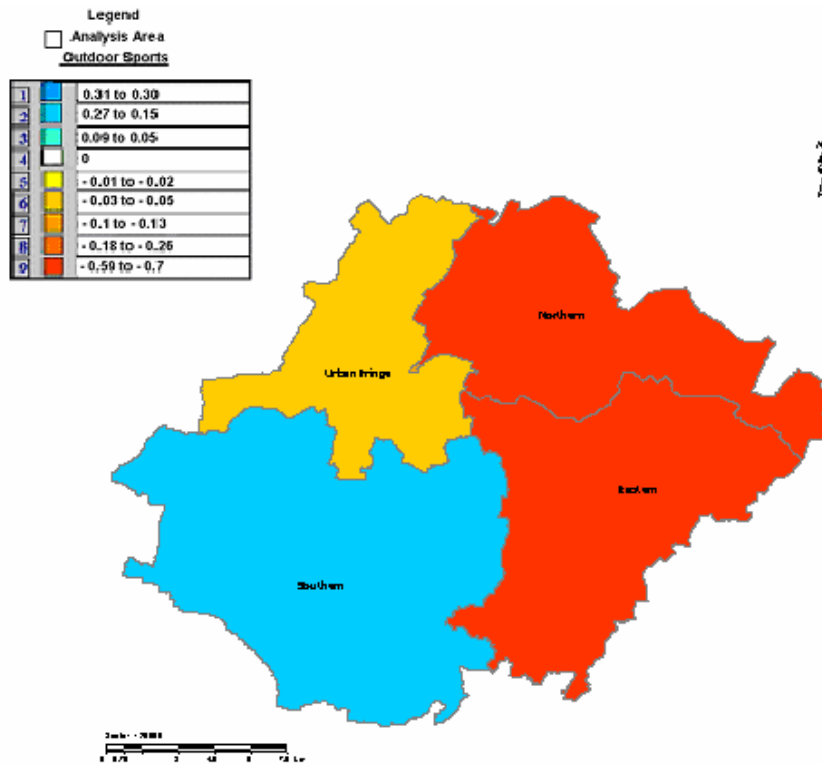 Legend
Analysis Area
Outdoor Sports
1 0.31 to 0.30
2 0.27 to 0.15
3 0.09 to 0.05
4 0
5 - 0.01 to - 0.02
6 - 0.03 to - 0.05
7 - 0.1 to - 0.13
8 - 0.18 to - 0.26
9 - 0.59 to - 0.7
Northern
Urban Fringe
Eastern
Southern